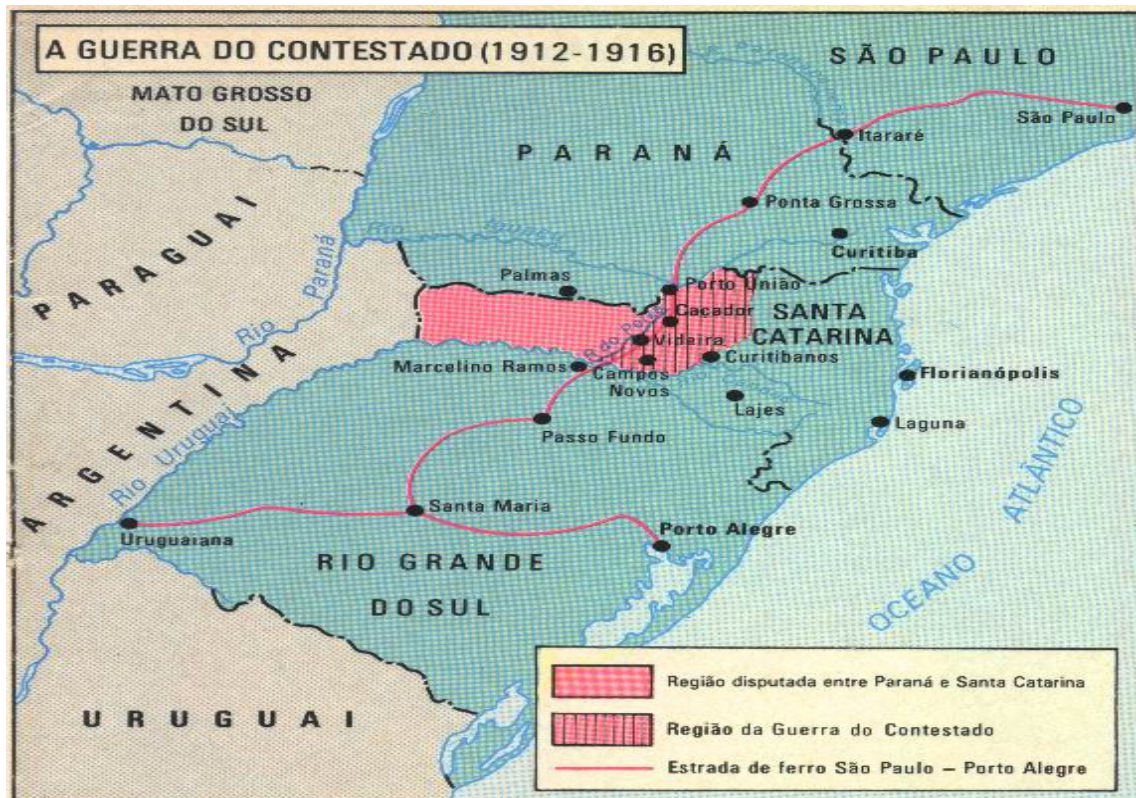 A GUERRA DO CONTESTADO (1912-1916)
SÃO PAULO
MATO GROSSO
DO SUL
São Paulo
Itararé
PARANÁ
Ponta Grossa
PARAGUAI
Rio Paraná
Iguaçu
Curitiba
Palmas
Porto União
Caçador
SANTA
CATARINA
R. do Peixe
Videira
Marcelino Ramos
Curitibanos
Campos
Novos
Florianópolis
Lajes
Laguna
Passo Fundo
ARGENTINA
Rio Uruguai
ATLÂNTICO
Santa Maria
Uruguaiana
Porto Alegre
RIO GRANDE
DO SUL
OCEANO
URUGUAI
Região disputada entre Paraná e Santa Catarina
Região da Guerra do Contestado
Estrada de ferro São Paulo – Porto Alegre